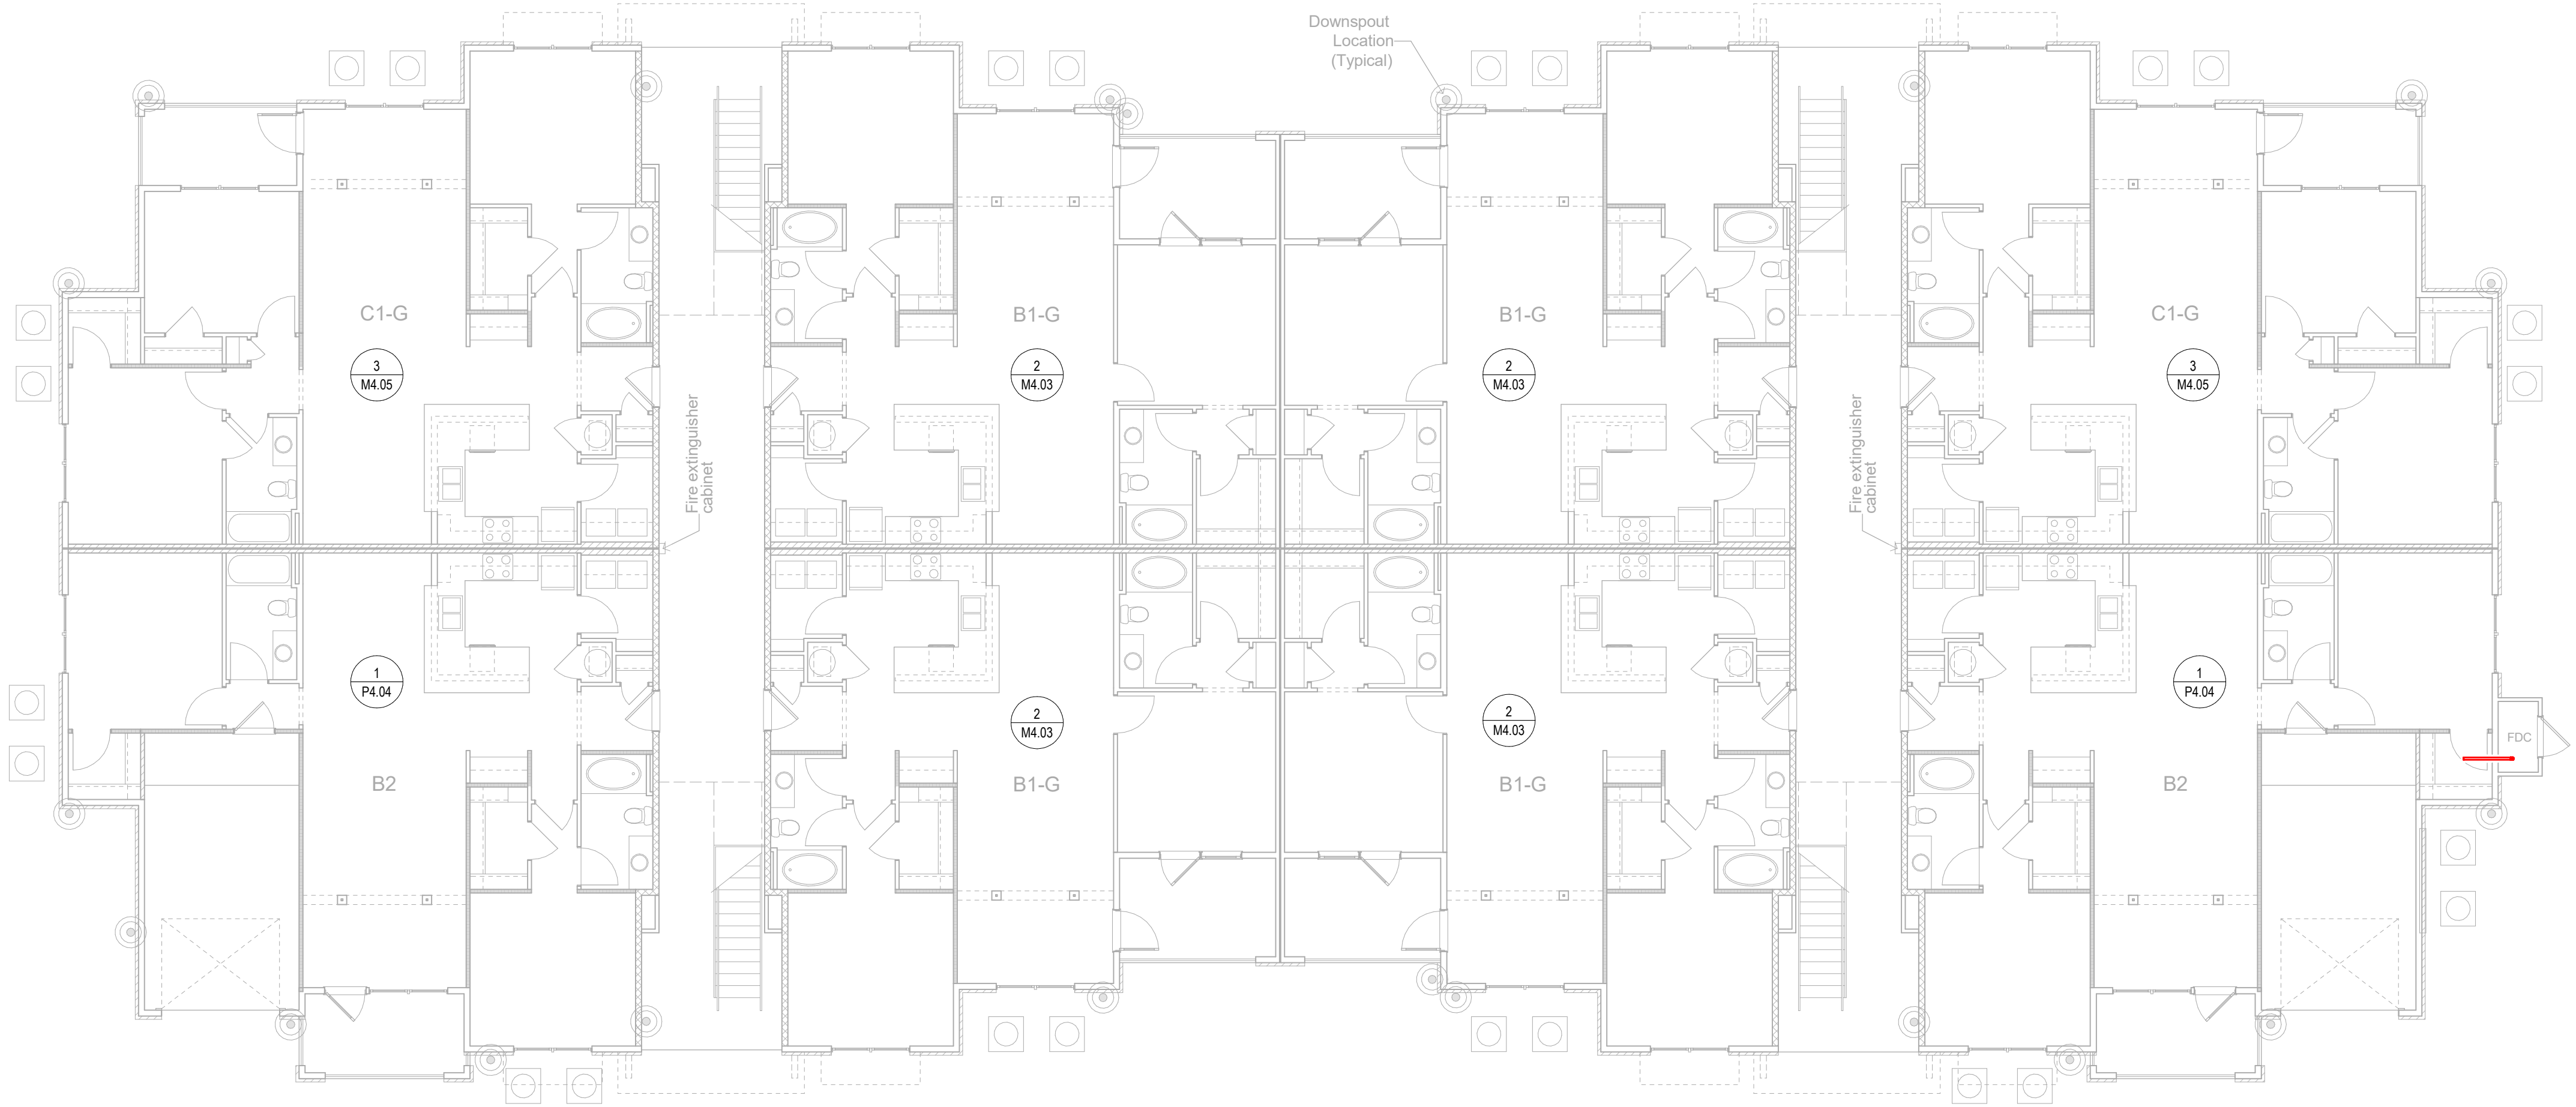 Downspout
Location
(Typical)
C1-G
B1-G
B1-G
C1-G
3
M4.05
2
M4.03
2
M4.03
3
M4.05
Fire extinguisher
cabinet
Fire extinguisher
cabinet
1
P4.04
2
M4.03
2
M4.03
1
P4.04
FDC
B2
B1-G
B1-G
B2